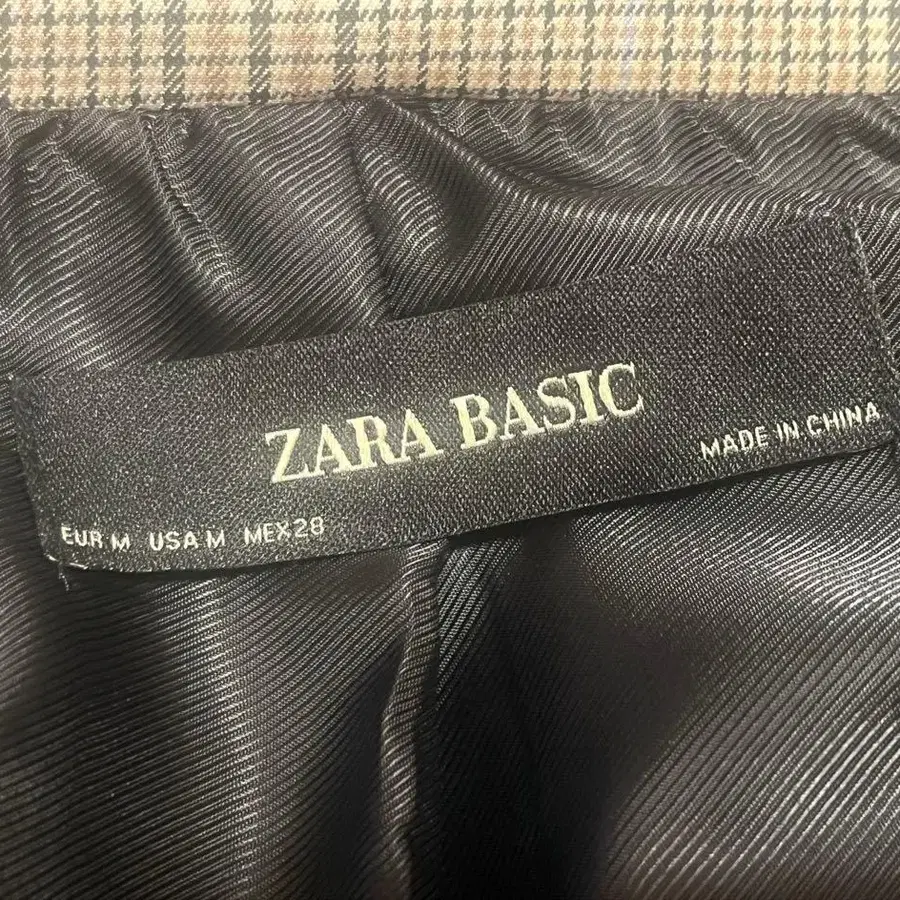 ZARA BASIC
MADE IN CHINA
EUR M USA M MEX 28